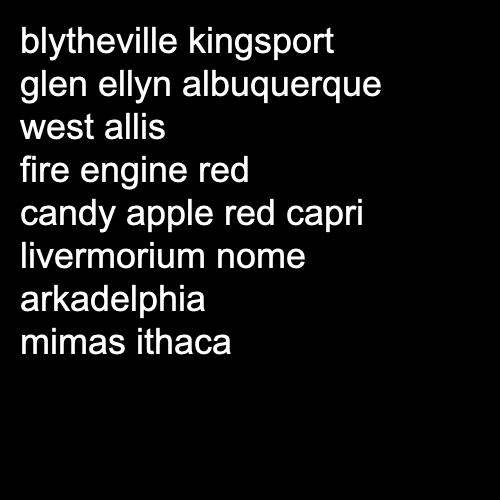 blytheville kingsport
glen ellyn albuquerque
west allis
fire engine red
candy apple red capri
livermorium nome
arkadelphia
mimas ithaca